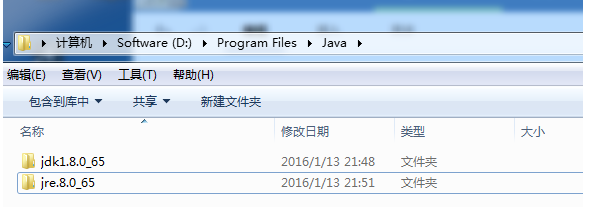 计算机 Software (D:) Program Files Java
编辑(E) 查看(V) 工具(T) 帮助(H)
包含到库中 共享 新建文件夹
名称 修改日期 类型 大小
jdk1.8.0_65 2016/1/13 21:48 文件夹
jre.8.0_65 2016/1/13 21:51 文件夹